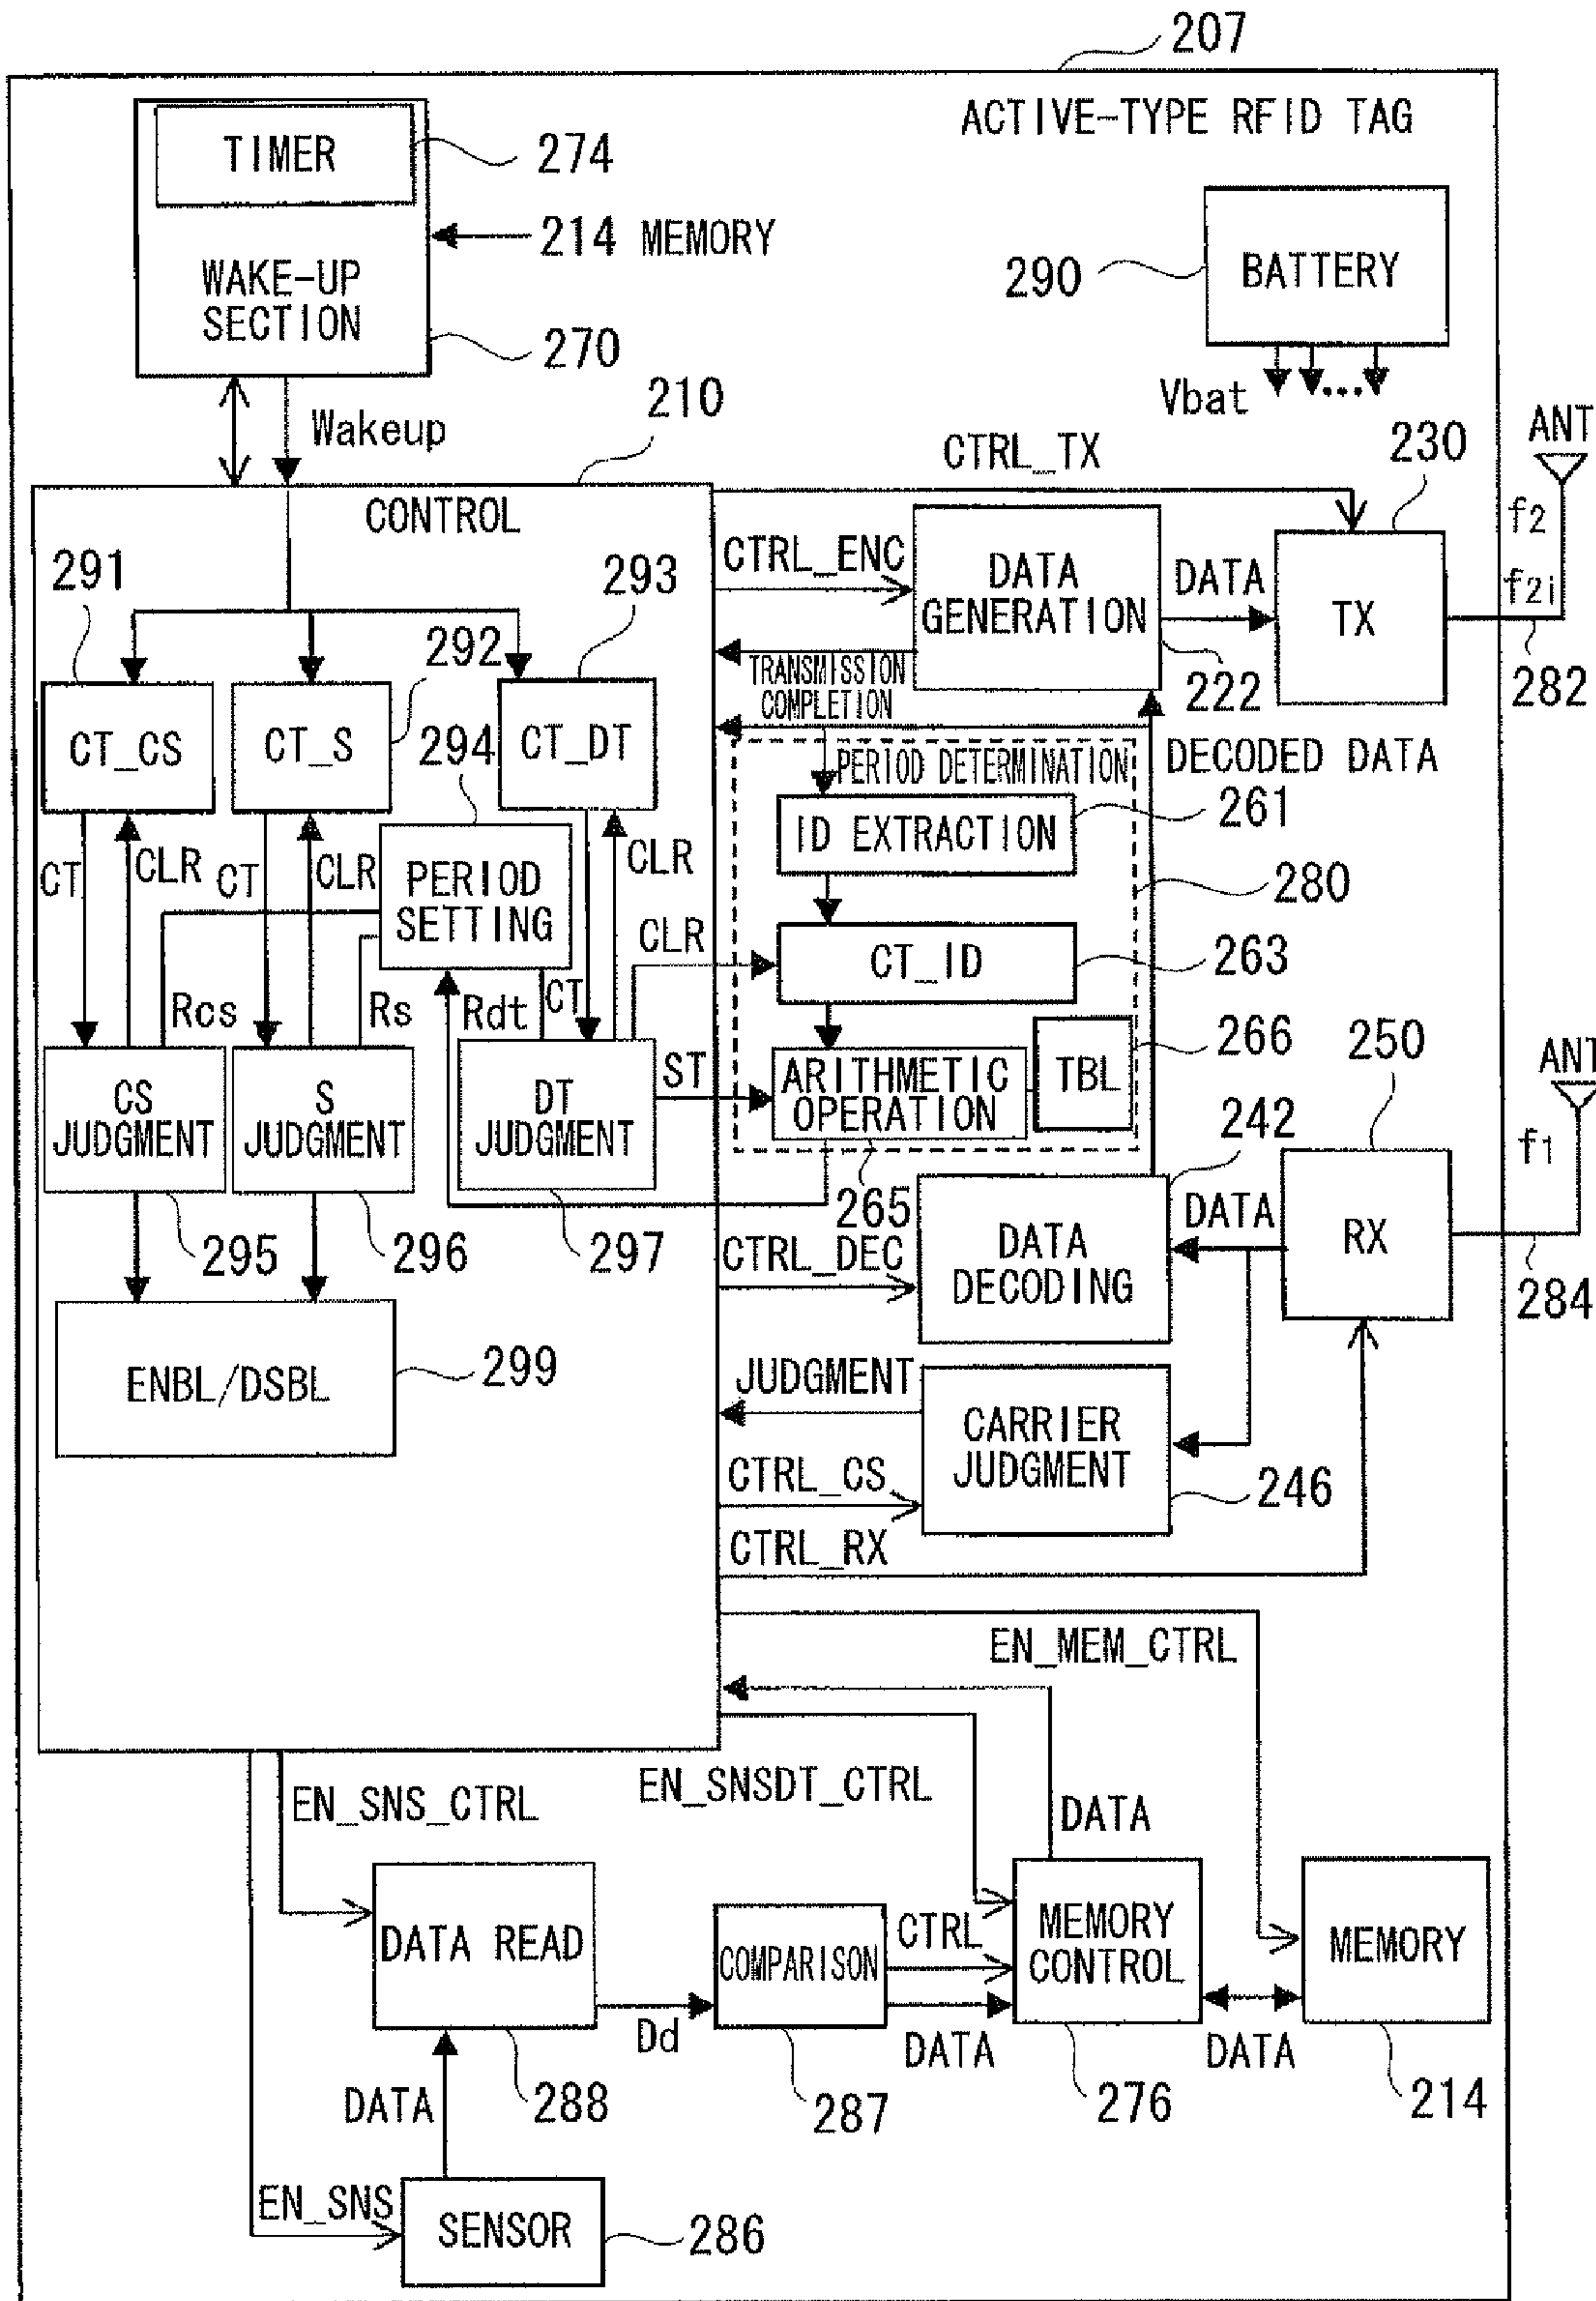 207
ACTIVE-TYPE RFID TAG
TIMER
274
214 MEMORY
WAKE-UP
SECTION
270
290
BATTERY
Vbat
...
Wakeup
210
CONTROL
CTRL_TX
230
ANT
f2
f2i
282
CTRL_ENC
DATA
GENERATION
DATA
TX
222
TRANSMISSION
COMPLETION
DECODED DATA
291
292
293
CT_CS
CT_S
CT_DT
294
PERIOD
SETTING
CT
CLR
CT
CLR
CT
CLR
CLR
Rcs
Rs
Rdt
PERIOD DETERMINATION
ID EXTRACTION
261
280
CT_ID
263
ARITHMETIC
OPERATION
TBL
266
265
ST
CS
JUDGMENT
S
JUDGMENT
DT
JUDGMENT
295
296
297
ENBL/DSBL
299
242
250
ANT
f1
284
CTRL_DEC
DATA
DECODING
DATA
RX
JUDGMENT
CARRIER
JUDGMENT
246
CTRL_CS
CTRL_RX
EN_MEM_CTRL
EN_SNS_CTRL
EN_SNSDT_CTRL
DATA
DATA READ
288
Dd
COMPARISON
287
CTRL
DATA
MEMORY
CONTROL
276
DATA
MEMORY
214
DATA
EN_SNS
SENSOR
286